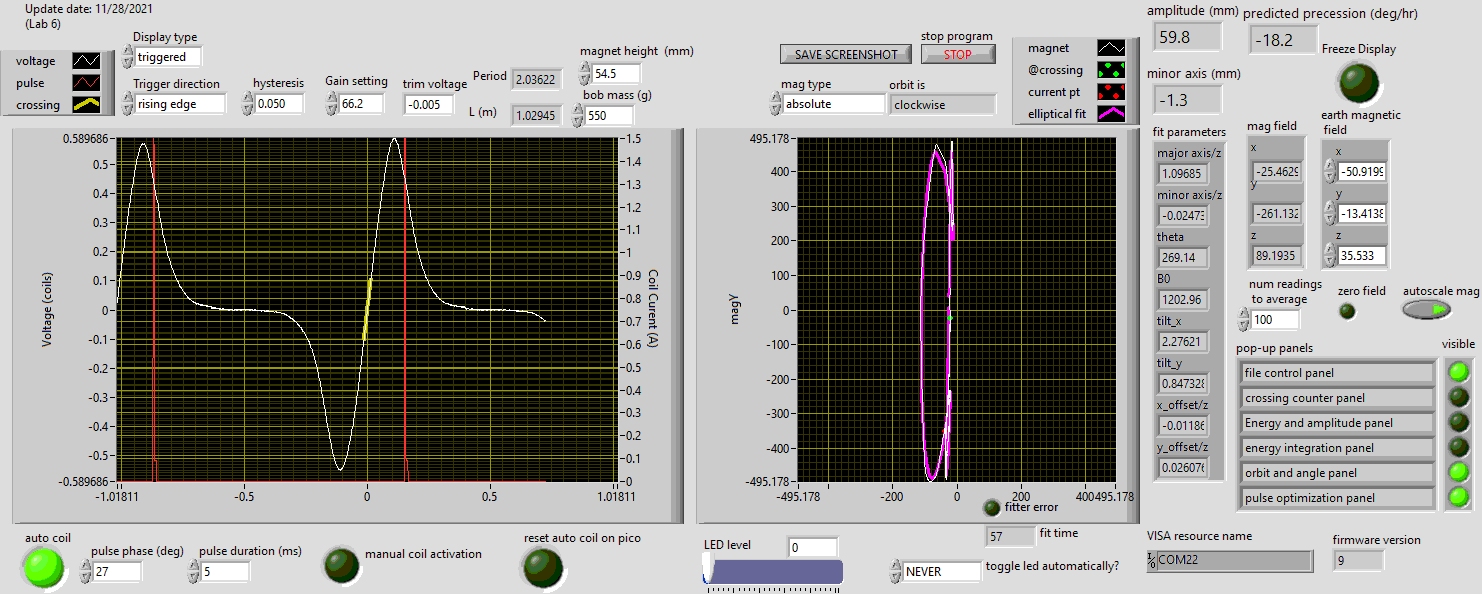 Update date: 11/28/2021
(Lab 6)
voltage
pulse
crossing
Display type
triggered
Trigger direction
rising edge
hysteresis
0.050
Gain setting
66.2
trim voltage
-0.005
Period
2.03622
L (m)
1.02945
magnet height (mm)
54.5
bob mass (g)
550
SAVE SCREENSHOT
stop program
STOP
mag type
absolute
orbit is
clockwise
magnet
@crossing
current pt
elliptical fit
amplitude (mm)
59.8
predicted precession (deg/hr)
-18.2
minor axis (mm)
-1.3
Freeze Display
0.589686
0.5
0.4
0.3
0.2
0.1
0
-0.1
-0.2
-0.3
-0.4
-0.5
-0.589686
Voltage (coils)
-1.01811
-0.5
0
0.5
1.01811
1.5
1.4
1.3
1.2
1.1
1
0.9
0.8
0.7
0.6
0.5
0.4
0.3
0.2
0.1
0
Coil Curent (A)
495.178
400
300
200
100
0
-100
-200
-300
-400
-495.178
magy
-495.178
-200
0
200
400
495.178
fitter error
fit parameters
major axis/z
1.09685
minor axis/z
-0.02473
theta
269.14
B0
1202.96
tilt_x
2.27621
tilt_y
0.847328
x_offset/z
-0.01186
y_offset/z
0.026076
mag field
x
-25.4629
y
-261.132
z
89.1935
earth magnetic
field
x
-50.9199
y
-13.4138
z
35.533
num readings
to average
100
zero field
autoscale mag
pop-up panels
visible
file control panel
crossing counter panel
Energy and amplitude panel
energy integration panel
orbit and angle panel
pulse optimization panel
auto coil
pulse phase (deg)
27
pulse duration (ms)
5
manual coil activation
reset auto coil on pico
LED level
0
57
fit time
NEVER
toggle led automatically?
VISA resource name
COM22
firmware version
9